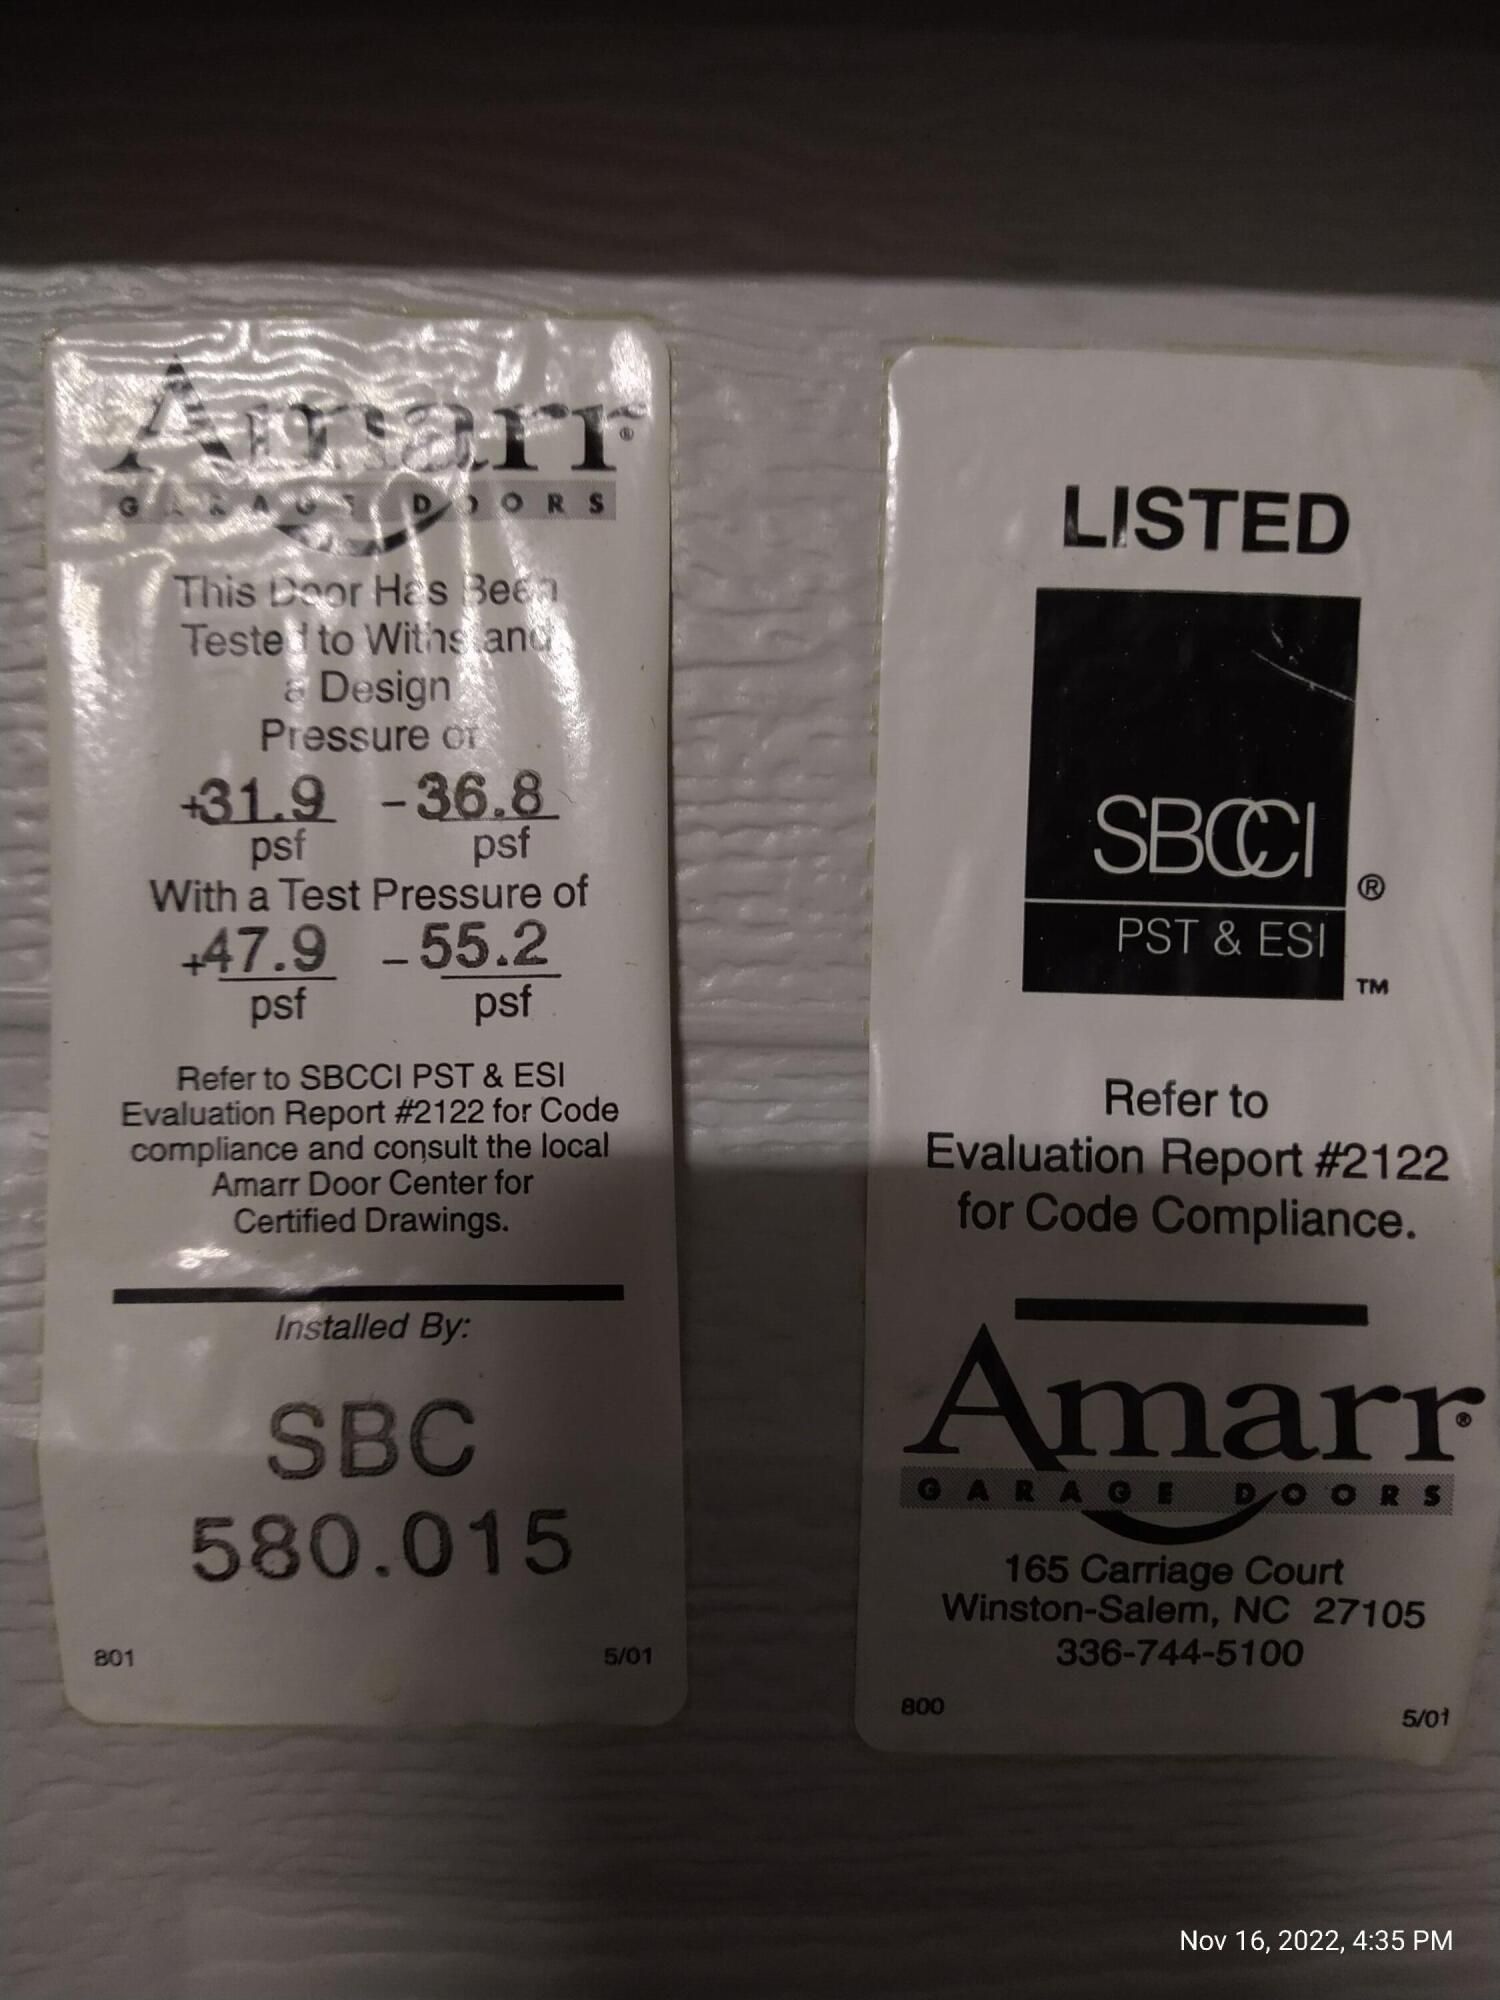 Amarr®
GARAGE DOORS
This Door Has Been
Tested to Withstand
a Design
Pressure of
+31.9 -36.8
psf psf
With a Test Pressure of
+47.9 -55.2
psf psf
Refer to SBCCI PST & ESI
Evaluation Report #2122 for Code
compliance and consult the local
Amarr Door Center for
Certified Drawings.
Installed By:
SBC
580.015
801 5/01
LISTED
SBCCI ®
PST & ESI ™
Refer to
Evaluation Report #2122
for Code Compliance.
Amarr®
GARAGE DOORS
165 Carriage Court
Winston-Salem, NC 27105
336-744-5100
800 5/01
Nov 16, 2022, 4:35 PM